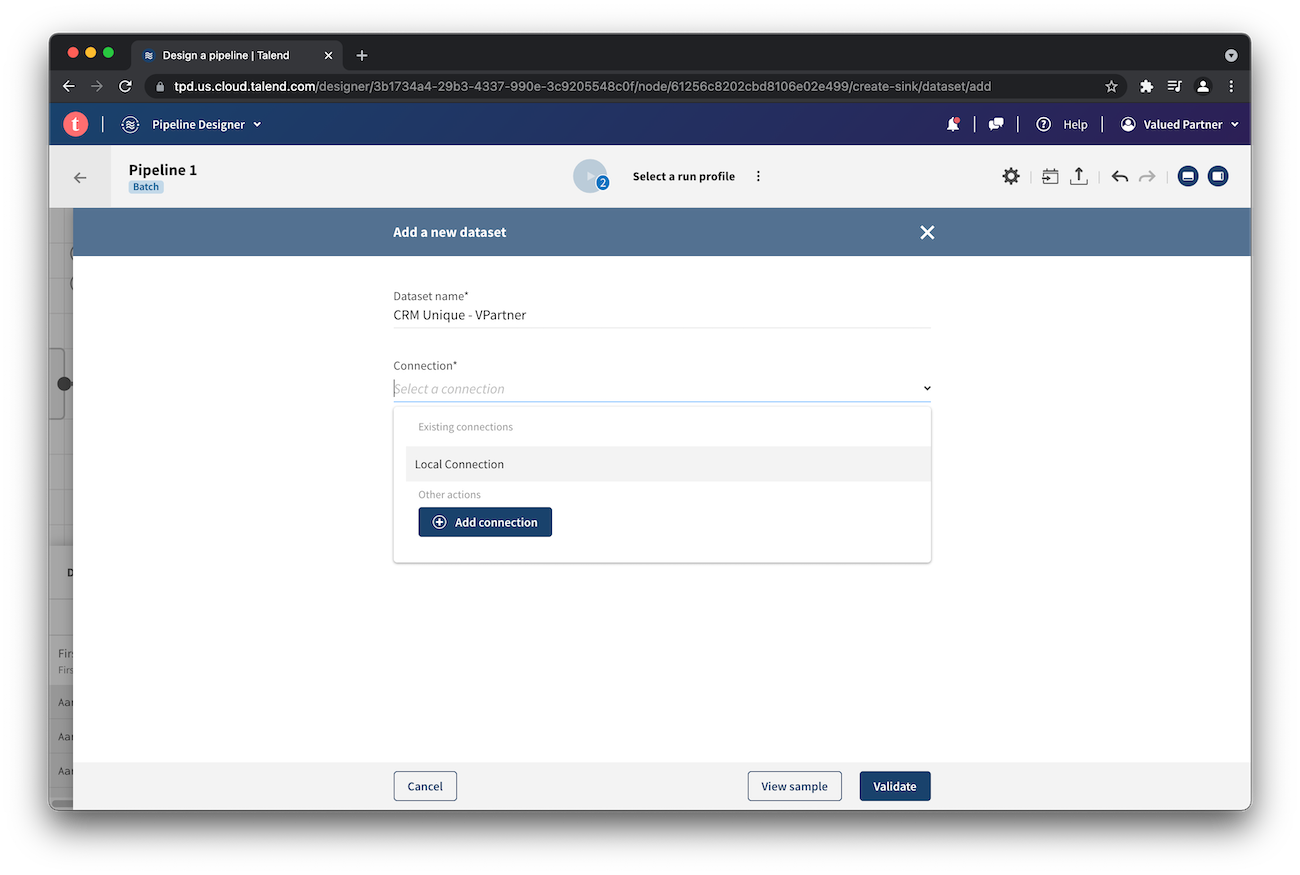 Design a pipeline | Talend
tpd.us.cloud.talend.com/designer/3b1734a4-29b3-4337-990e-3c9205548c0f/node/61256c8202cbd8106e02e499/create-sink/dataset/add
t
Pipeline Designer
Help
Valued Partner
Pipeline 1
Batch
2
Select a run profile
Add a new dataset
Dataset name*
CRM Unique - VPartner
Connection*
Select a connection
Existing connections
Local Connection
Other actions
Add connection
D
Firs
Firs
Aar
Aar
Aar
Cancel
View sample
Validate